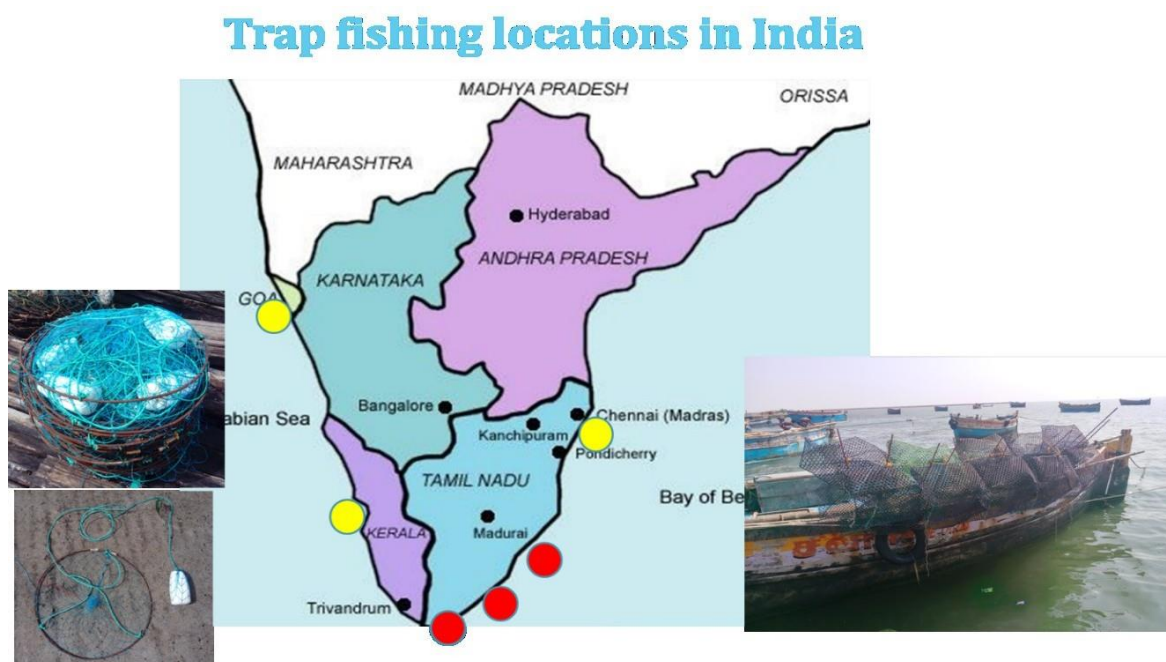 Trap fishing locations in India
MADHYA PRADESH
ORISSA
MAHARASHTRA
Hyderabad
ANDHRA PRADESH
KARNATAKA
GOA
Bangalore
Chennai (Madras)
abian Sea
Kanchipuram
Pondicherry
TAMIL NADU
Bay of Be
KERALA
Madurai
Trivandrum